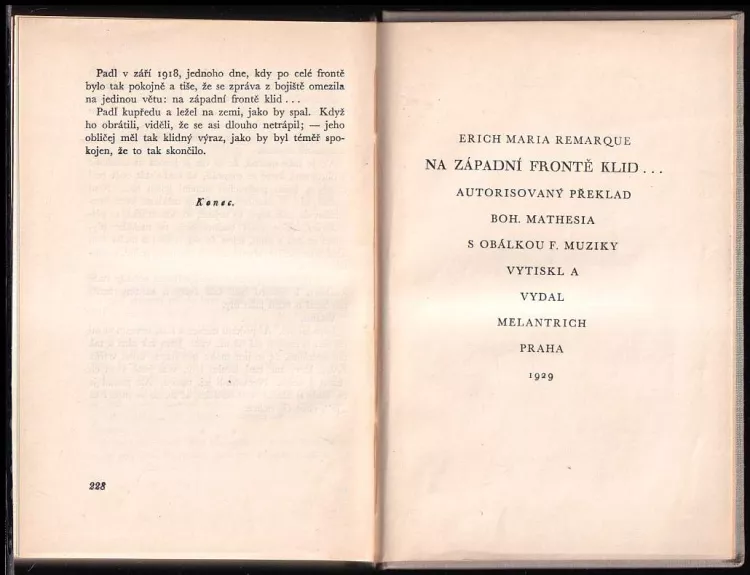 Padl v září 1918, jednoho dne, kdy po celé frontě
bylo tak pokojně a tiše, že se zpráva z bojiště omezila
na jedinou větu: na západní frontě klid . . .
Padl kupředu a ležel na zemi, jako by spal. Když
ho obrátili, viděli, že se asi dlouho netrápil; — jeho
obličej měl tak klidný výraz, jako by byl téměř spo-
kojen, že to tak skončilo.
Konec.
228
ERICH MARIA REMARQUE
NA ZÁPADNÍ FRONTĚ KLID...
AUTORISOVANÝ PŘEKLAD
BOH. MATHESIA
S OBÁLKOU F. MUZIKY
VYTISKL A
VYDAL
MELANTRICH
PRAHA
1929